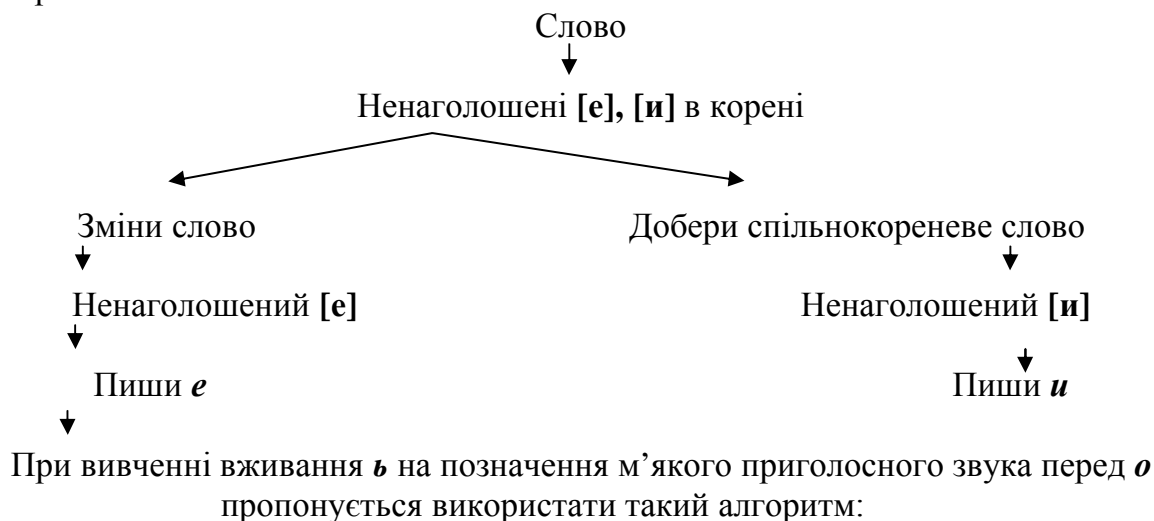 Слово
Ненаголошені [е], [и] в корені
Зміни слово Добери спільнокореневе слово
Ненаголошений [е] Ненаголошений [и]
Пиши е Пиши и
При вивченні вживання ь на позначення м’якого приголосного звука перед о
пропонується використати такий алгоритм: